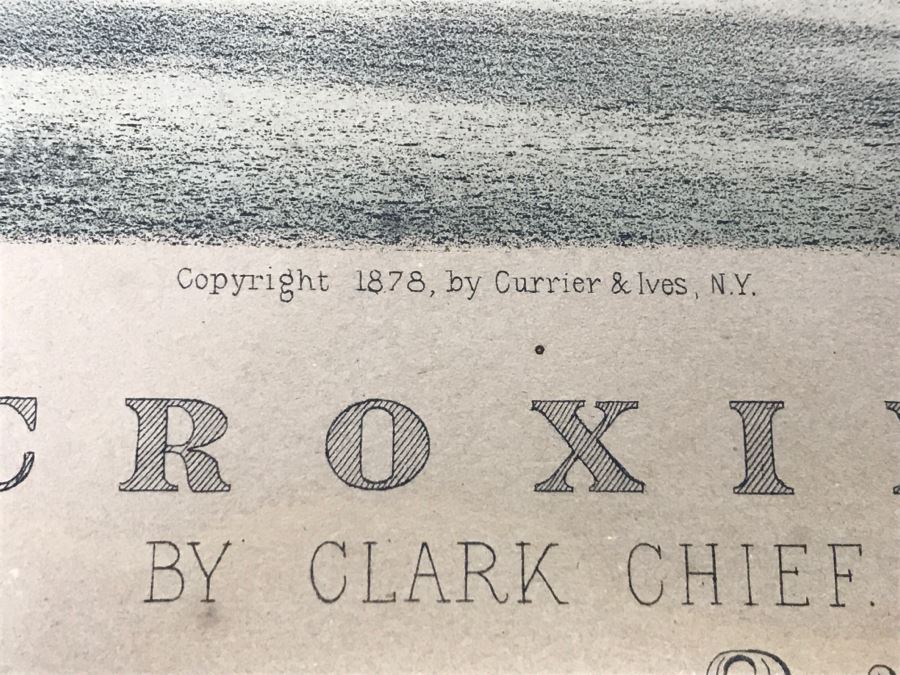 Copyright 1878, by Currier & Ives, N.Y.
CROXI
BY CLARK CHIEF.